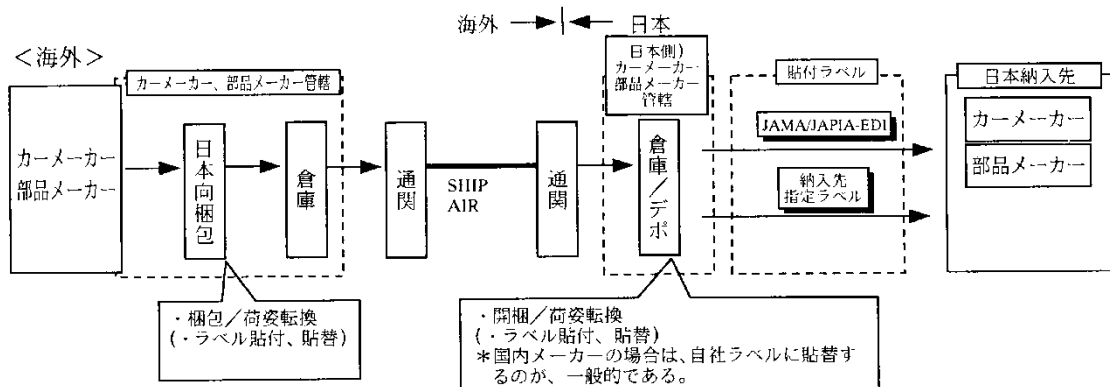 海外 日本
＜海外＞
カーメーカー、部品メーカー管轄
日本側）
カーメーカー
部品メーカー
管轄
貼付ラベル
日本納入先
カーメーカー
部品メーカー
日本向梱包
倉庫
通関
SHIP
AIR
通関
倉庫／デポ
JAMA/JAPIA-EDI
納入先
指定ラベル
カーメーカー
部品メーカー
・梱包／荷姿転換
(・ラベル貼付、貼替)
・開梱／荷姿転換
(・ラベル貼付、貼替)
＊国内メーカーの場合は、自社ラベルに貼替す
るのが、一般的である。